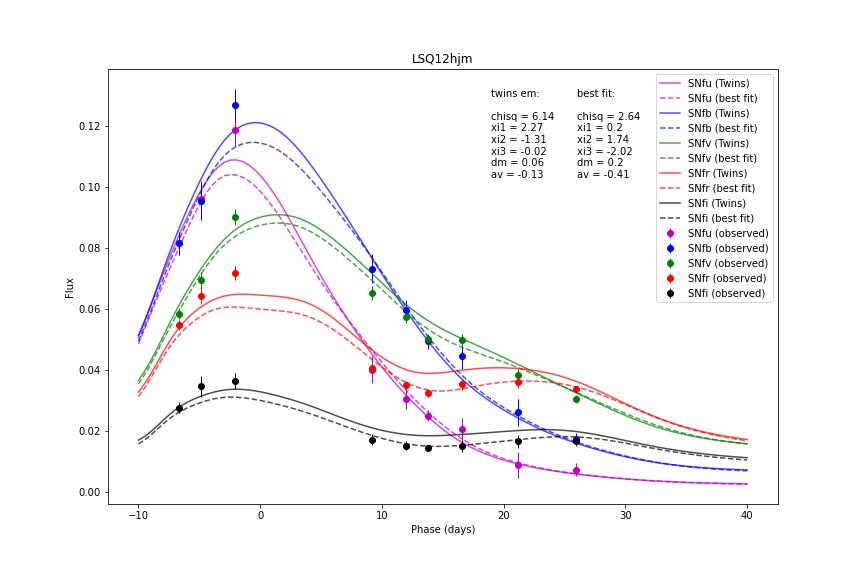 LSQ12hjm
twins em:
chisq = 6.14
xi1 = 2.27
xi2 = -1.31
xi3 = -0.02
dm = 0.06
av = -0.13
best fit:
chisq = 2.64
xi1 = 0.2
xi2 = 1.74
xi3 = -2.02
dm = 0.2
av = -0.41
SNfu (Twins)
SNfu (best fit)
SNfb (Twins)
SNfb (best fit)
SNfv (Twins)
SNfv (best fit)
SNfr (Twins)
SNfr (best fit)
SNfi (Twins)
SNfi (best fit)
SNfu (observed)
SNfb (observed)
SNfv (observed)
SNfr (observed)
SNfi (observed)
Flux
0.12
0.10
0.08
0.06
0.04
0.02
0.00
−10
0
10
20
30
40
Phase (days)